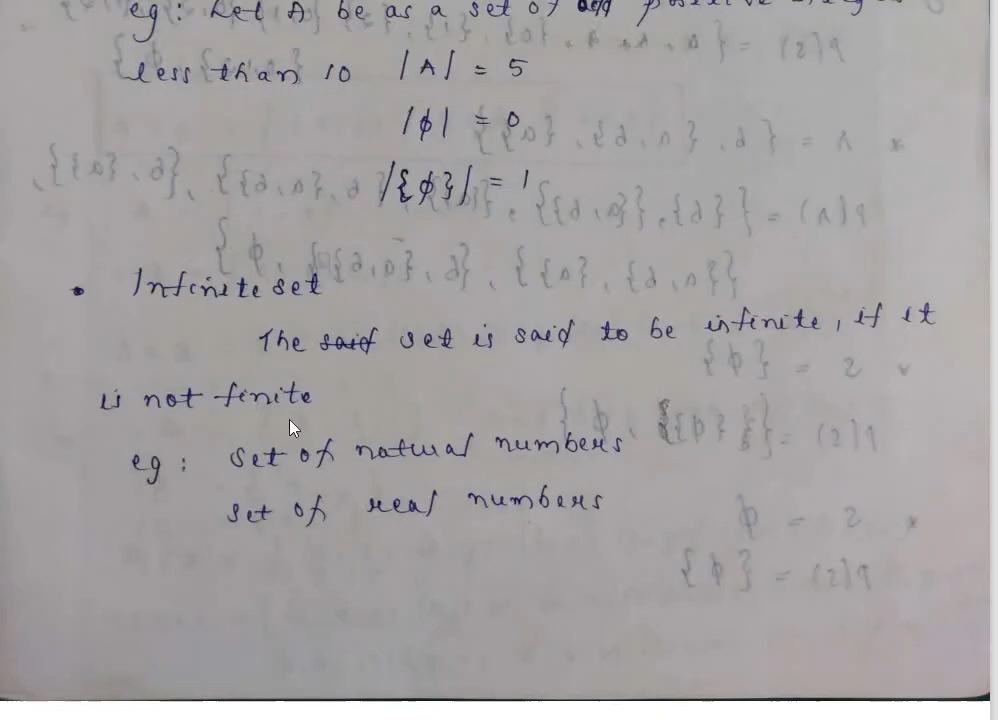 eg : Let A be as a set of odd positive
less than 10 |A| = 5
|ϕ| = 0
|{ϕ}| = 1
• Infinite set
The said set is said to be infinite, if it
is not finite
eg : set of natural numbers
set of real numbers